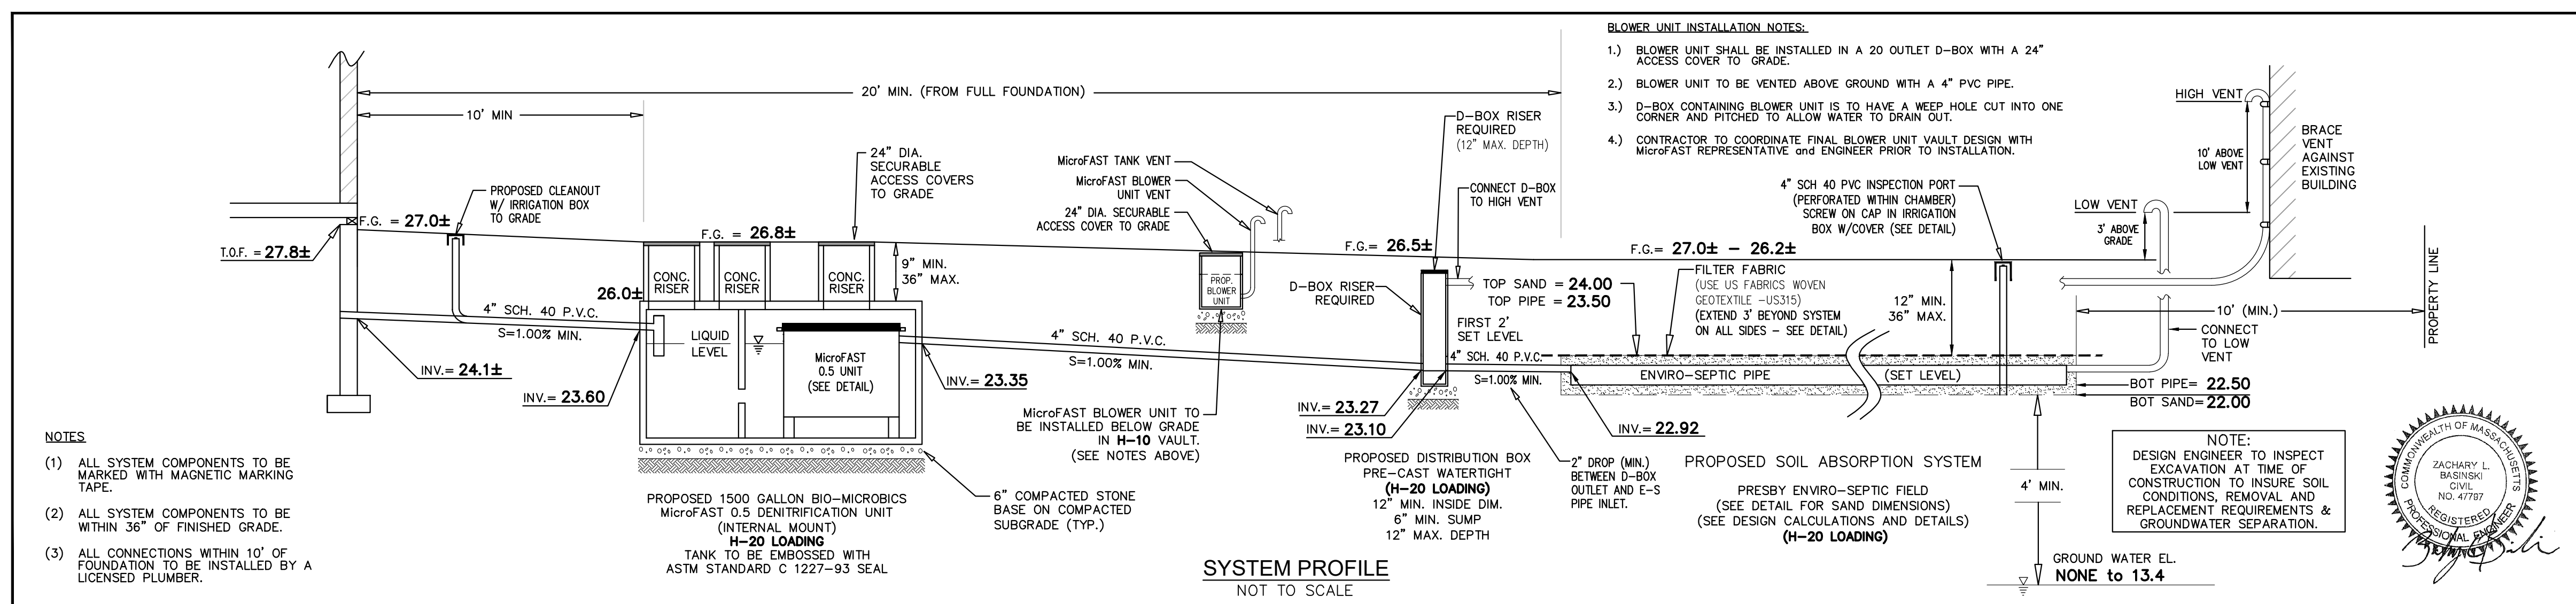 BLOWER UNIT INSTALLATION NOTES:
1.) BLOWER UNIT SHALL BE INSTALLED IN A 20 OUTLET D-BOX WITH A 24"
ACCESS COVER TO GRADE.
2.) BLOWER UNIT TO BE VENTED ABOVE GROUND WITH A 4" PVC PIPE.
3.) D-BOX CONTAINING BLOWER UNIT IS TO HAVE A WEEP HOLE CUT INTO ONE
CORNER AND PITCHED TO ALLOW WATER TO DRAIN OUT.
4.) CONTRACTOR TO COORDINATE FINAL BLOWER UNIT VAULT DESIGN WITH
MicroFAST REPRESENTATIVE and ENGINEER PRIOR TO INSTALLATION.
20' MIN. (FROM FULL FOUNDATION)
10' MIN
T.O.F. = 27.8±
F.G. = 27.0±
PROPOSED CLEANOUT
W/ IRRIGATION BOX
TO GRADE
F.G. = 26.8±
24" DIA.
SECURABLE
ACCESS COVERS
TO GRADE
CONC.
RISER
CONC.
RISER
CONC.
RISER
9" MIN.
36" MAX.
26.0±
4" SCH. 40 P.V.C.
S=1.00% MIN.
INV.= 24.1±
INV.= 23.60
LIQUID
LEVEL
MicroFAST
0.5 UNIT
(SEE DETAIL)
INV.= 23.35
4" SCH. 40 P.V.C.
S=1.00% MIN.
MicroFAST TANK VENT
MicroFAST BLOWER
UNIT VENT
24" DIA. SECURABLE
ACCESS COVER TO GRADE
PROP.
BLOWER
UNIT
MicroFAST BLOWER UNIT TO
BE INSTALLED BELOW GRADE
IN H-10 VAULT.
(SEE NOTES ABOVE)
D-BOX RISER
REQUIRED
(12" MAX. DEPTH)
CONNECT D-BOX
TO HIGH VENT
F.G.= 26.5±
D-BOX RISER
REQUIRED
TOP SAND = 24.00
TOP PIPE = 23.50
FIRST 2'
SET LEVEL
4" SCH. 40 P.V.C.
S=1.00% MIN.
INV.= 23.27
INV.= 23.10
INV.= 22.92
2" DROP (MIN.)
BETWEEN D-BOX
OUTLET AND E-S
PIPE INLET.
F.G.= 27.0± - 26.2±
FILTER FABRIC
(USE US FABRICS WOVEN
GEOTEXTILE -US315)
(EXTEND 3' BEYOND SYSTEM
ON ALL SIDES - SEE DETAIL)
4" SCH 40 PVC INSPECTION PORT
(PERFORATED WITHIN CHAMBER)
SCREW ON CAP IN IRRIGATION
BOX W/COVER (SEE DETAIL)
12" MIN.
36" MAX.
ENVIRO-SEPTIC PIPE (SET LEVEL)
HIGH VENT
10' ABOVE
LOW VENT
LOW VENT
3' ABOVE
GRADE
BRACE
VENT
AGAINST
EXISTING
BUILDING
10' (MIN.)
PROPERTY LINE
CONNECT
TO LOW
VENT
BOT PIPE= 22.50
BOT SAND= 22.00
4' MIN.
GROUND WATER EL.
NONE to 13.4
NOTES
(1) ALL SYSTEM COMPONENTS TO BE
MARKED WITH MAGNETIC MARKING
TAPE.
(2) ALL SYSTEM COMPONENTS TO BE
WITHIN 36" OF FINISHED GRADE.
(3) ALL CONNECTIONS WITHIN 10' OF
FOUNDATION TO BE INSTALLED BY A
LICENSED PLUMBER.
PROPOSED 1500 GALLON BIO-MICROBICS
MicroFAST 0.5 DENITRIFICATION UNIT
(INTERNAL MOUNT)
H-20 LOADING
TANK TO BE EMBOSSED WITH
ASTM STANDARD C 1227-93 SEAL
6" COMPACTED STONE
BASE ON COMPACTED
SUBGRADE (TYP.)
PROPOSED DISTRIBUTION BOX
PRE-CAST WATERTIGHT
(H-20 LOADING)
12" MIN. INSIDE DIM.
6" MIN. SUMP
12" MAX. DEPTH
PROPOSED SOIL ABSORPTION SYSTEM
PRESBY ENVIRO-SEPTIC FIELD
(SEE DETAIL FOR SAND DIMENSIONS)
(SEE DESIGN CALCULATIONS AND DETAILS)
(H-20 LOADING)
NOTE:
DESIGN ENGINEER TO INSPECT
EXCAVATION AT TIME OF
CONSTRUCTION TO INSURE SOIL
CONDITIONS, REMOVAL AND
REPLACEMENT REQUIREMENTS &
GROUNDWATER SEPARATION.
COMMONWEALTH OF MASSACHUSETTS
ZACHARY L.
BASINSKI
CIVIL
NO. 47797
REGISTERED
PROFESSIONAL ENGINEER
SYSTEM PROFILE
NOT TO SCALE